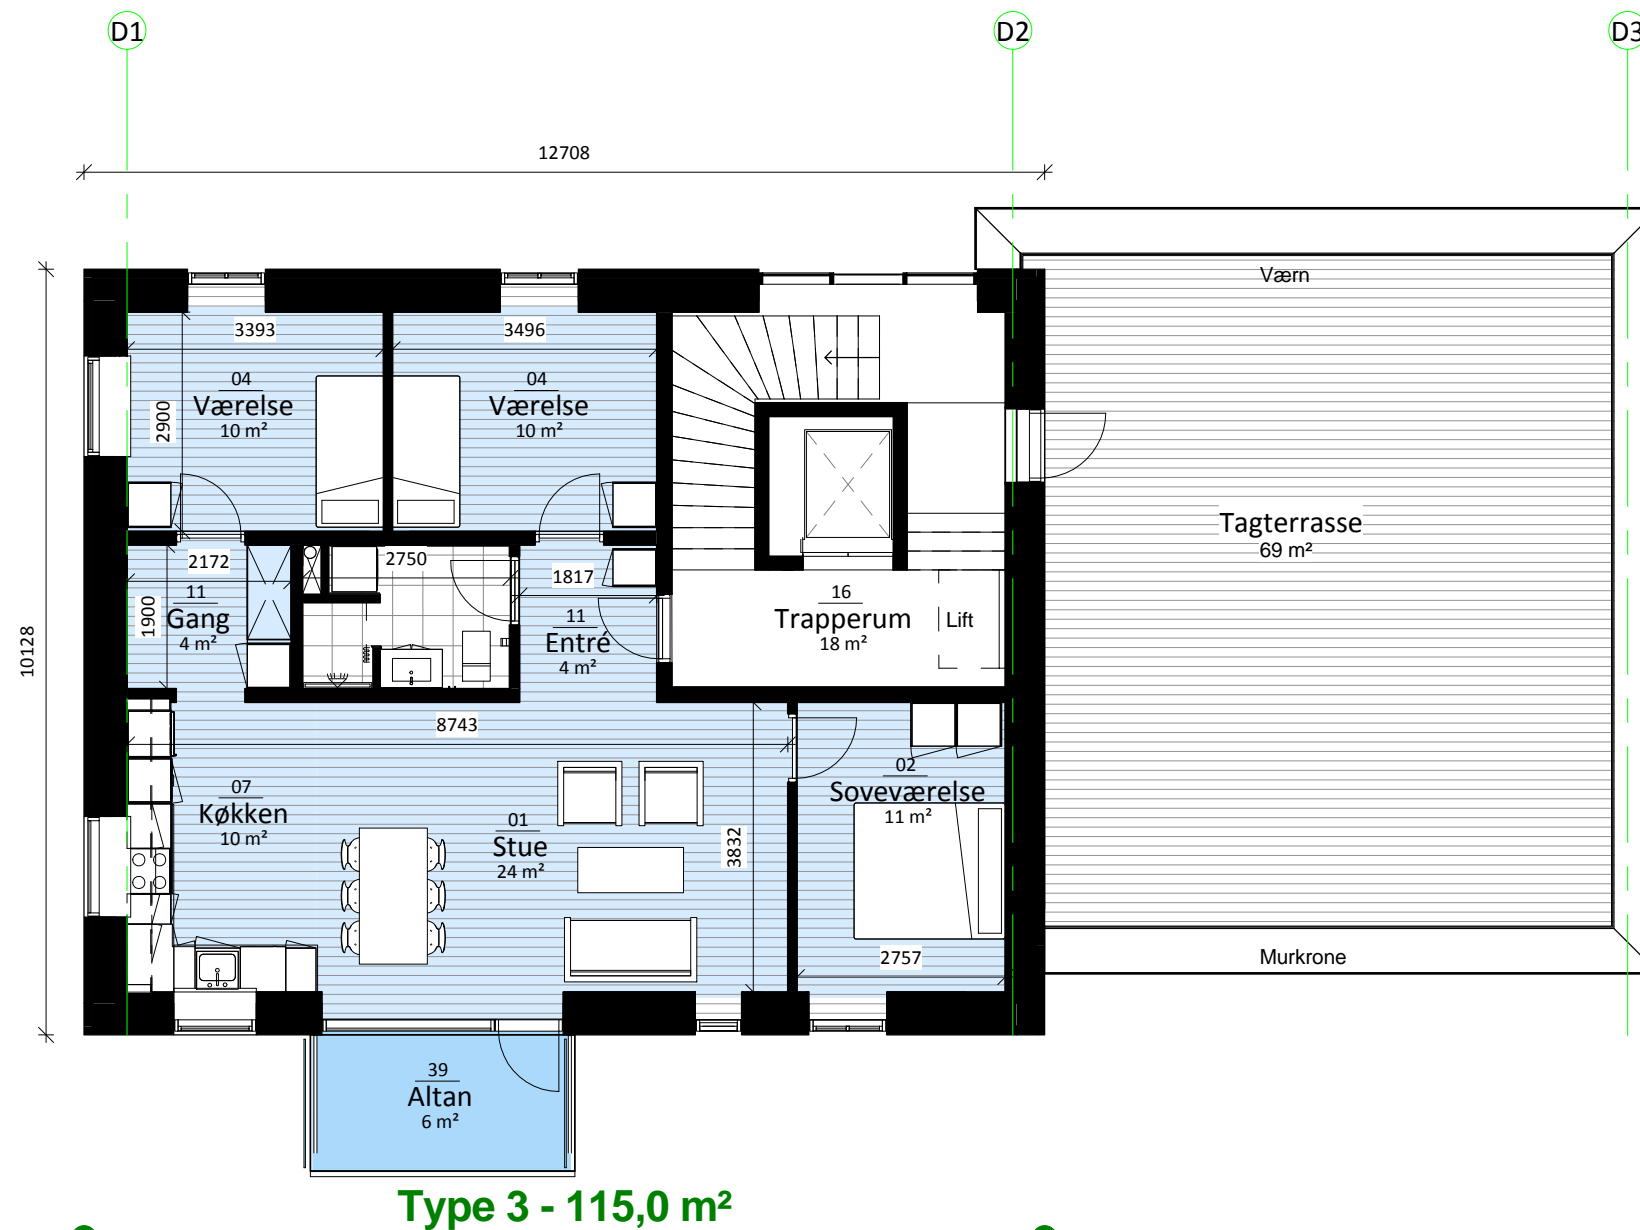 D1
D2
D3
12708
10128
Værn
3393
3496
04
Værelse
10 m²
04
Værelse
10 m²
2900
Tagterrasse
69 m²
2172
2750
1817
11
Gang
4 m²
1900
11
Entré
4 m²
16
Trapperum
18 m²
Lift
8743
07
Køkken
10 m²
01
Stue
24 m²
3832
02
Soveværelse
11 m²
2757
Murkrone
39
Altan
6 m²
Type 3 - 115,0 m²